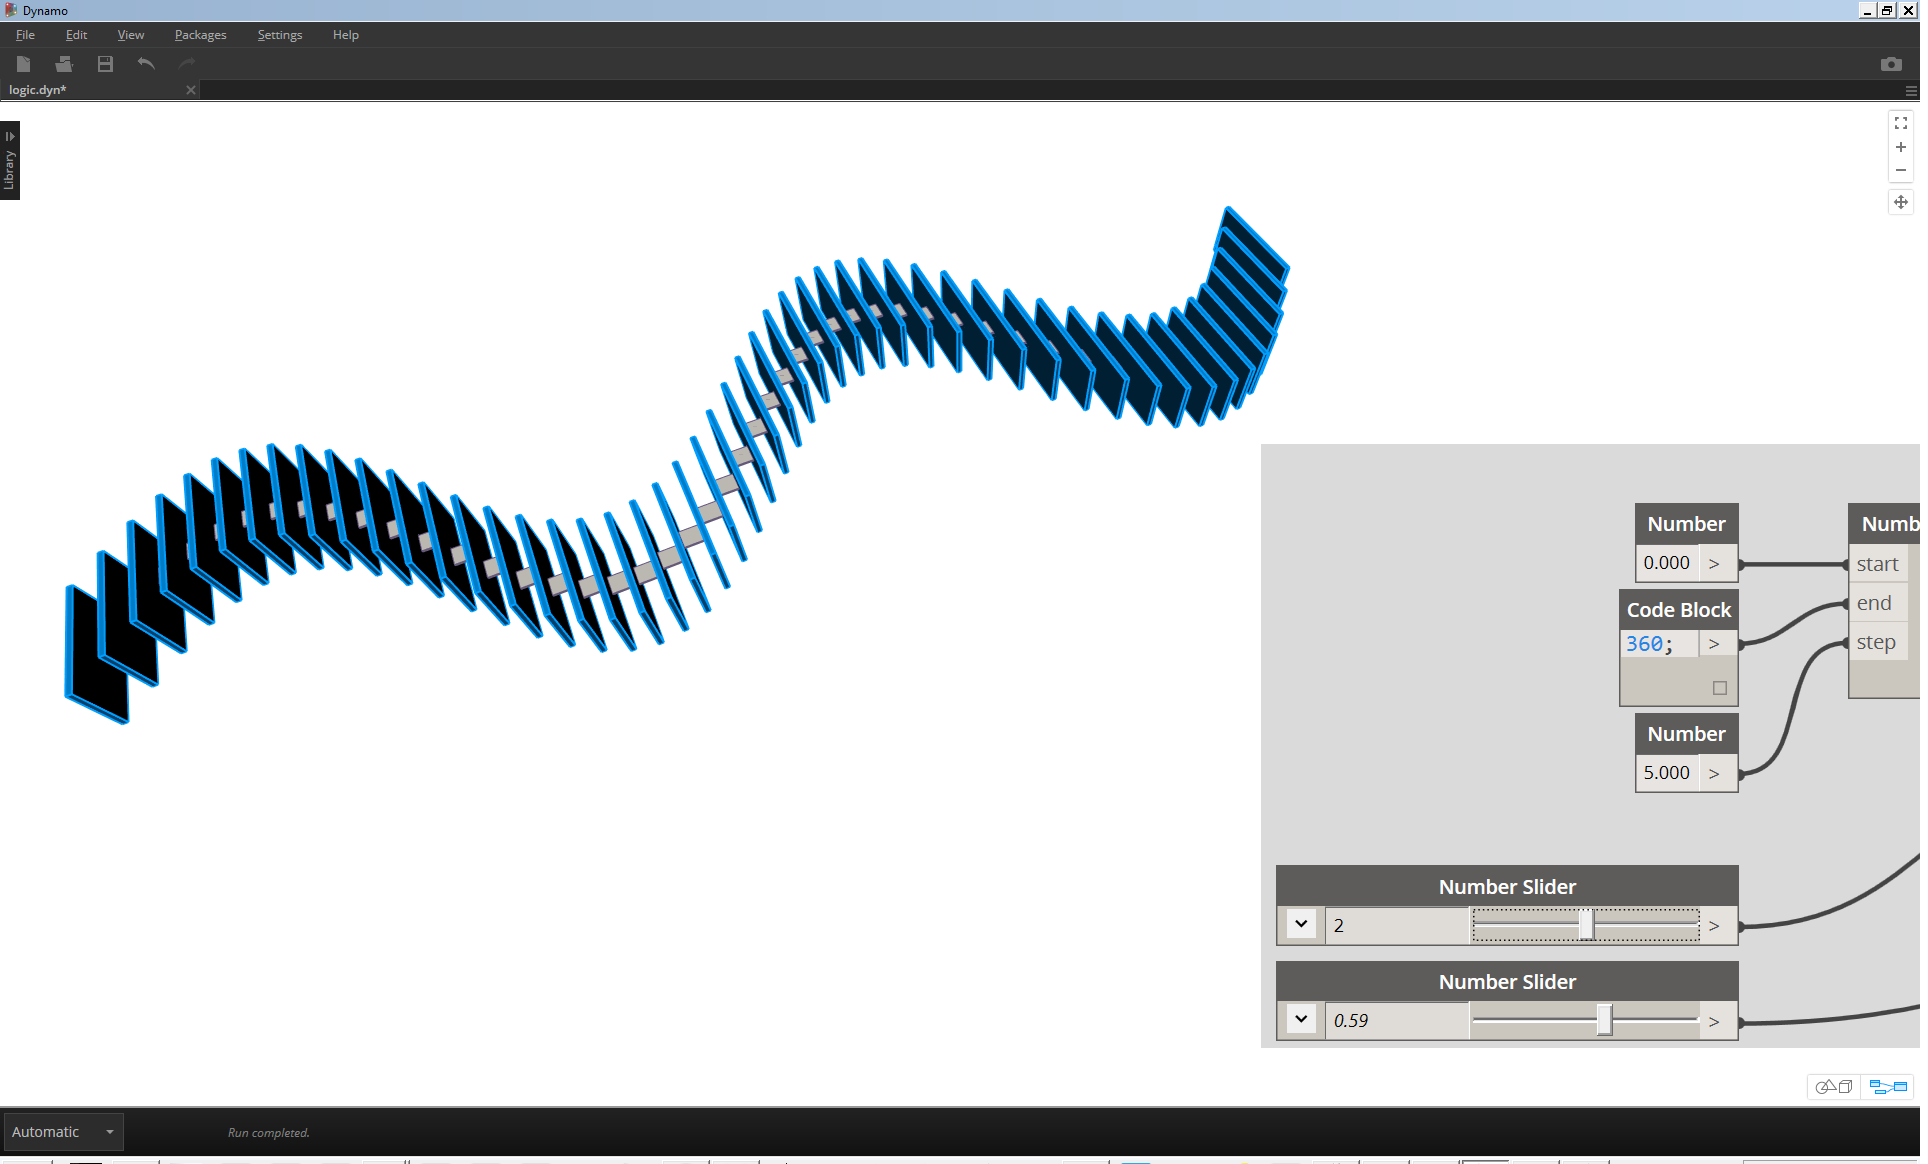 Dynamo
File Edit View Packages Settings Help
logic.dyn*
Library
Number
0.000 >
Code Block
360; >
Number
5.000 >
Numb
start
end
step
Number Slider
2 >
Number Slider
0.59 >
Automatic
Run completed.